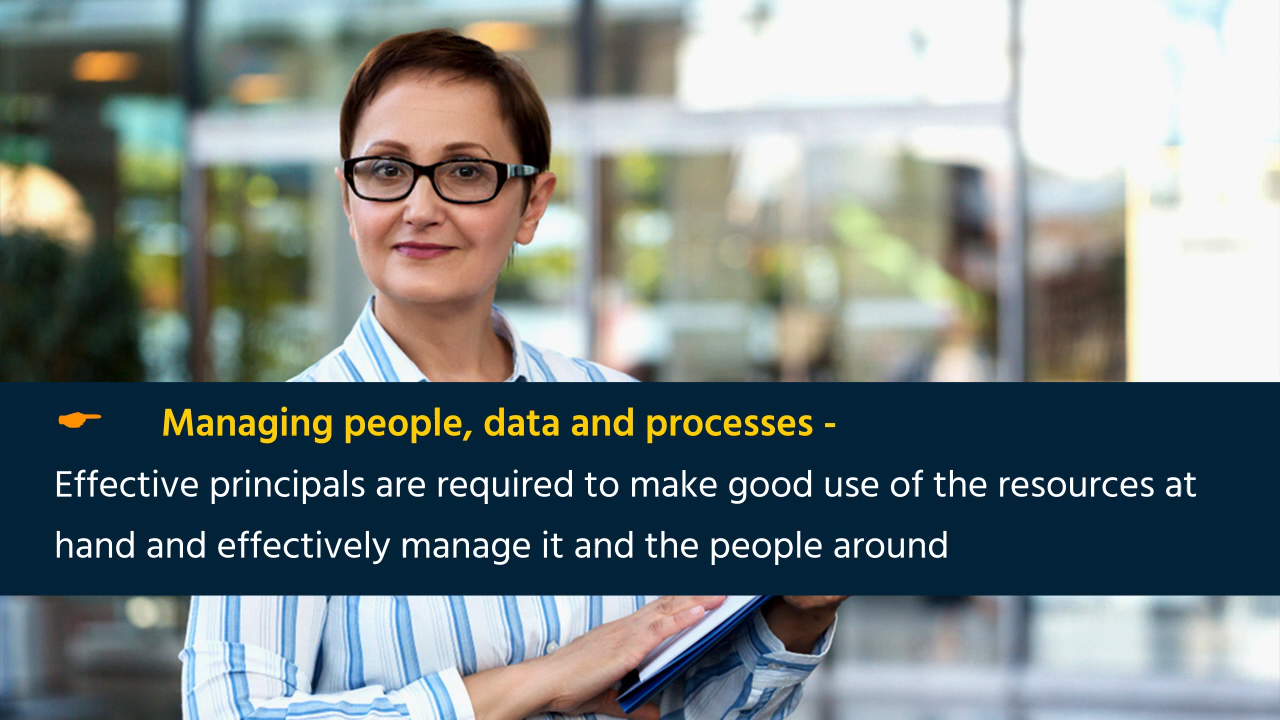 Managing people, data and processes -
Effective principals are required to make good use of the resources at
hand and effectively manage it and the people around